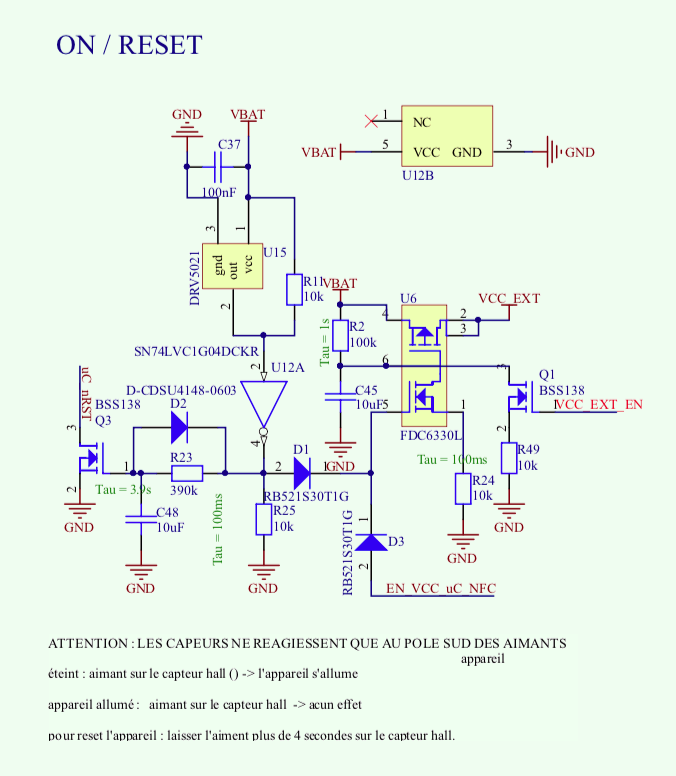 ON / RESET
GND
VBAT
C37
100nF
3
1
DRV5021
gnd
out
vcc
U15
2
R11
10k
1
NC
VBAT
5
VCC
GND
3
GND
U12B
VBAT
R2
100k
Tau = 1s
C45
10uF
GND
U6
4
2
3
VCC_EXT
6
5
1
FDC6330L
Tau = 100ms
R24
10k
GND
3
Q1
BSS138
VCC_EXT_EN
1
2
R49
10k
GND
SN74LVC1G04DCKR
2
U12A
4
D-CDSU4148-0603
D2
uC_nRST
BSS138
Q3
3
1
2
GND
Tau = 3.9s
R23
390k
C48
10uF
GND
Tau = 100ms
R25
10k
GND
D1
2
1
RB521S30T1G
RB521S30T1G
1
D3
2
EN_VCC_uC_NFC
ATTENTION : LES CAPEURS NE REAGIESSENT QUE AU POLE SUD DES AIMANTS
appareil
éteint : aimant sur le capteur hall () -> l'appareil s'allume
appareil allumé : aimant sur le capteur hall -> acun effet
pour reset l'appareil : laisser l'aiment plus de 4 secondes sur le capteur hall.